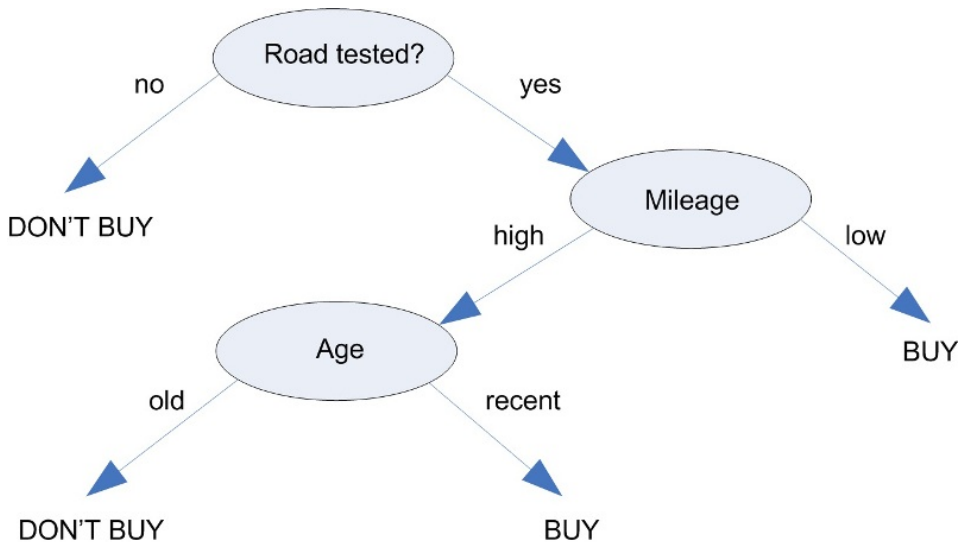 Road tested?
no
yes
DON’T BUY
Mileage
high
low
Age
BUY
old
recent
DON’T BUY
BUY